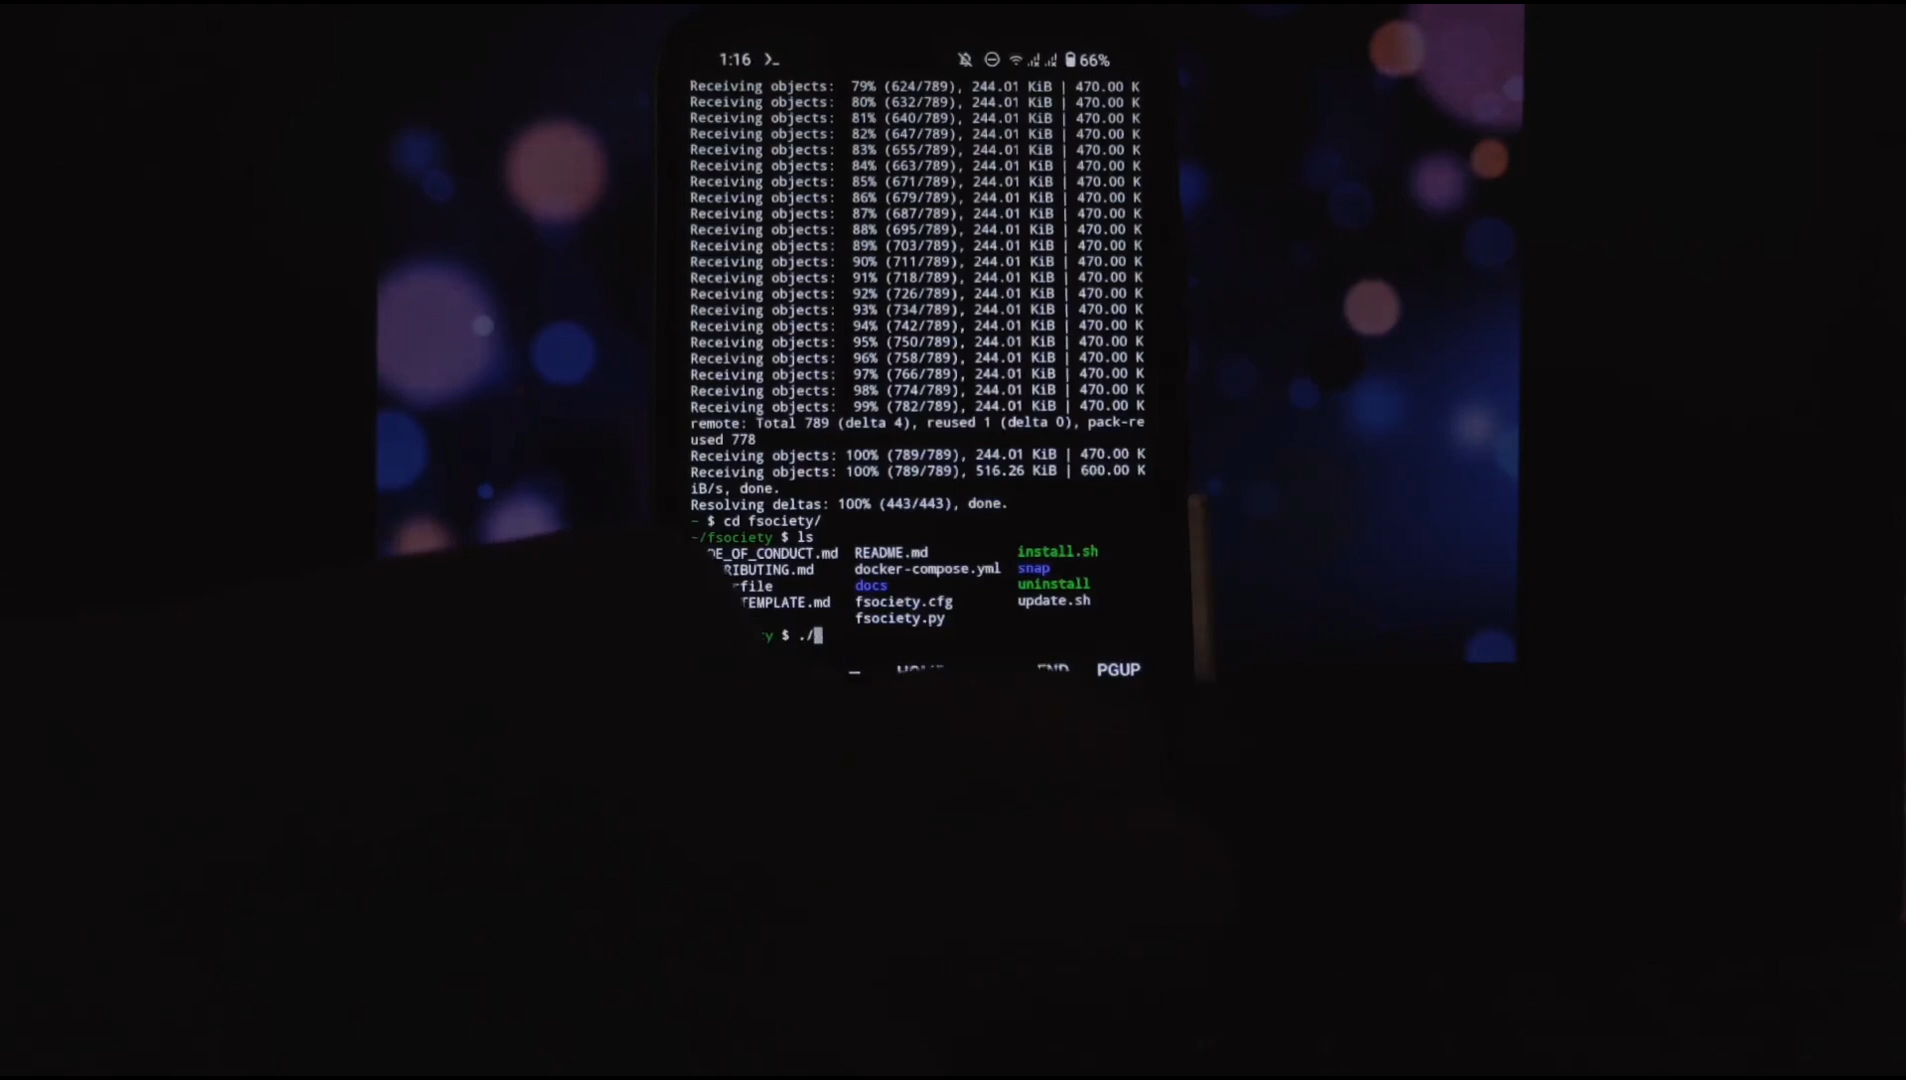 1:16 66%
Receiving objects: 79% (624/789), 244.01 KiB | 470.00 K
Receiving objects: 80% (632/789), 244.01 KiB | 470.00 K
Receiving objects: 81% (640/789), 244.01 KiB | 470.00 K
Receiving objects: 82% (647/789), 244.01 KiB | 470.00 K
Receiving objects: 83% (655/789), 244.01 KiB | 470.00 K
Receiving objects: 84% (663/789), 244.01 KiB | 470.00 K
Receiving objects: 85% (671/789), 244.01 KiB | 470.00 K
Receiving objects: 86% (679/789), 244.01 KiB | 470.00 K
Receiving objects: 87% (687/789), 244.01 KiB | 470.00 K
Receiving objects: 88% (695/789), 244.01 KiB | 470.00 K
Receiving objects: 89% (703/789), 244.01 KiB | 470.00 K
Receiving objects: 90% (711/789), 244.01 KiB | 470.00 K
Receiving objects: 91% (718/789), 244.01 KiB | 470.00 K
Receiving objects: 92% (726/789), 244.01 KiB | 470.00 K
Receiving objects: 93% (734/789), 244.01 KiB | 470.00 K
Receiving objects: 94% (742/789), 244.01 KiB | 470.00 K
Receiving objects: 95% (750/789), 244.01 KiB | 470.00 K
Receiving objects: 96% (758/789), 244.01 KiB | 470.00 K
Receiving objects: 97% (766/789), 244.01 KiB | 470.00 K
Receiving objects: 98% (774/789), 244.01 KiB | 470.00 K
Receiving objects: 99% (782/789), 244.01 KiB | 470.00 K
remote: Total 789 (delta 4), reused 1 (delta 0), pack-re
used 778
Receiving objects: 100% (789/789), 244.01 KiB | 470.00 K
Receiving objects: 100% (789/789), 516.26 KiB | 600.00 K
iB/s, done.
Resolving deltas: 100% (443/443), done.
~ $ cd fsociety/
~/fsociety $ ls
DE_OF_CONDUCT.md README.md install.sh
RIBUTING.md docker-compose.yml snap
rfile docs uninstall
TEMPLATE.md fsociety.cfg update.sh
fsociety.py
y $ ./
PGUP